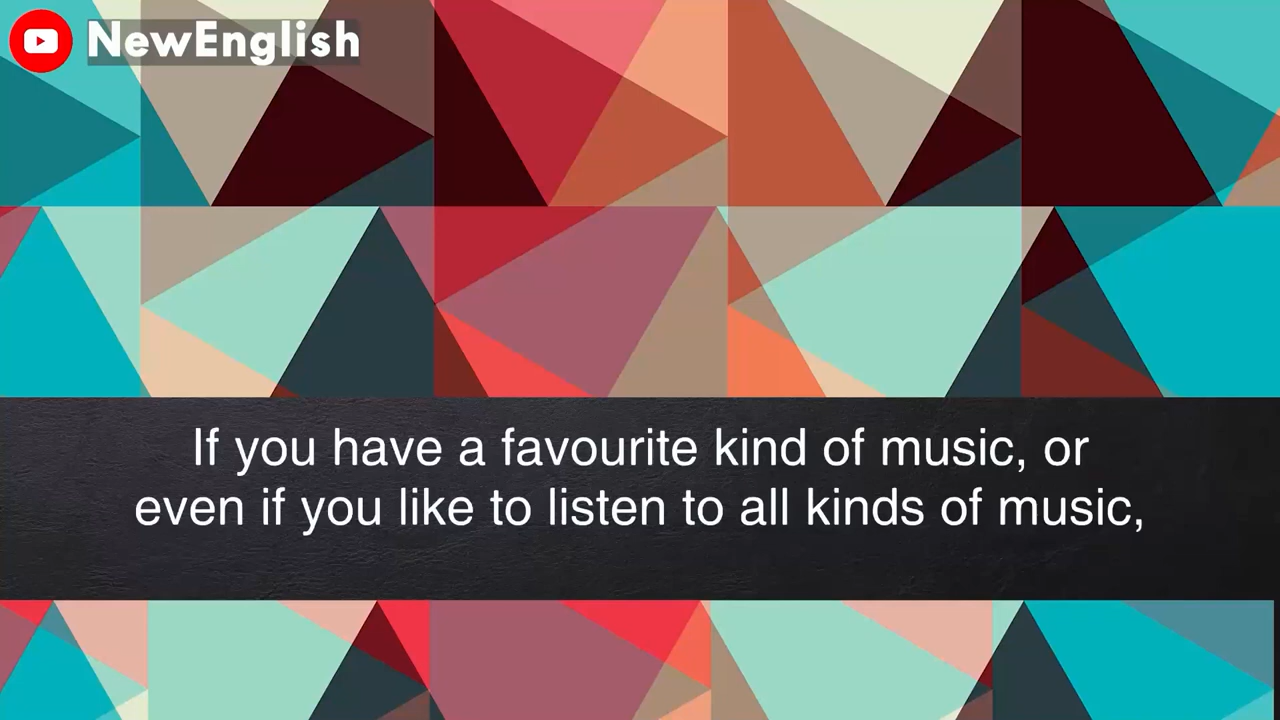 NewEnglish
If you have a favourite kind of music, or
even if you like to listen to all kinds of music,